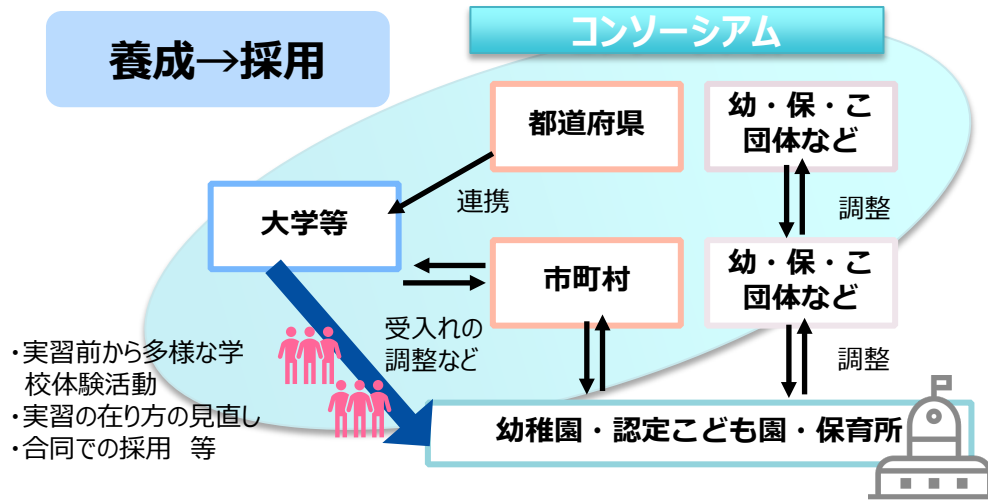 養成→採用
コンソーシアム
都道府県
幼・保・こ
団体など
連携
調整
大学等
市町村
幼・保・こ
団体など
受入れの
調整など
調整
・実習前から多様な学
校体験活動
・実習の在り方の見直し
・合同での採用　等
幼稚園・認定こども園・保育所